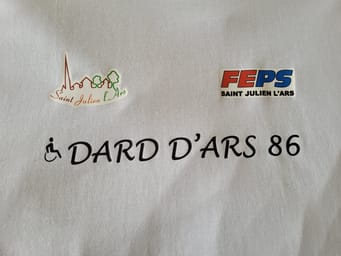 Saint Julien l'Ars
FEPS
SAINT JULIEN L'ARS
DARD D'ARS 86